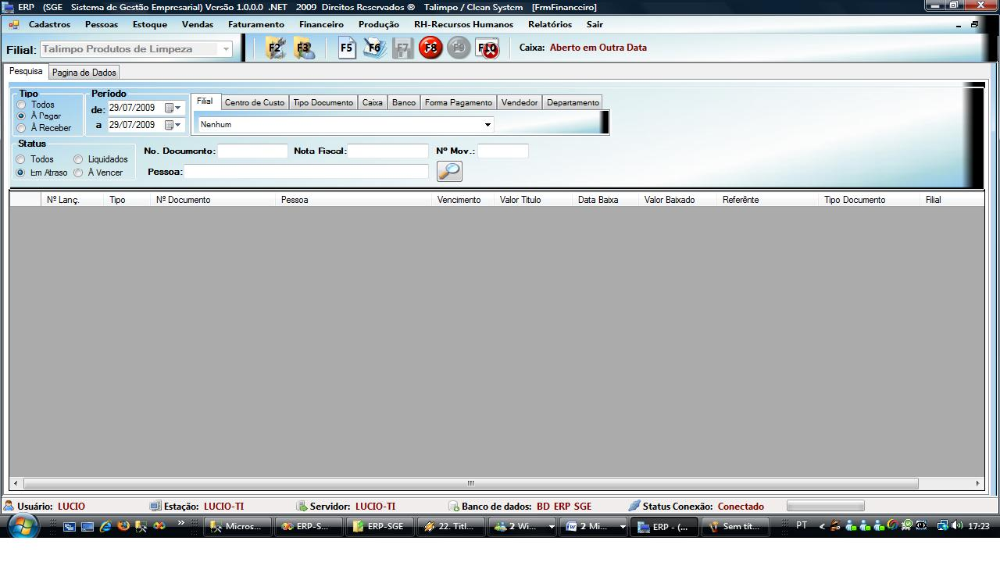 ERP (SGE Sistema de Gestão Empresarial) Versão 1.0.0.0 .NET 2009 Direitos Reservados ® Talimpo / Clean System [FrmFinanceiro]
Cadastros Pessoas Estoque Vendas Faturamento Financeiro Produção RH-Recursos Humanos Relatórios Sair
Filial: Talimpo Produtos de Limpeza F2 F3 F5 F6 F7 F8 F9 F10 Caixa: Aberto em Outra Data
Pesquisa Pagina de Dados
Tipo
Todos
À Pagar
À Receber
Período
de: 29/07/2009
a 29/07/2009
Filial Centro de Custo Tipo Documento Caixa Banco Forma Pagamento Vendedor Departamento
Nenhum
Status
Todos Liquidados
Em Atraso À Vencer
No. Documento: Nota Fiscal: Nº Mov.:
Pessoa:
Nº Lanç. Tipo Nº Documento Pessoa Vencimento Valor Titulo Data Baixa Valor Baixado Referênte Tipo Documento Filial
Usuário: LUCIO Estação: LUCIO-TI Servidor: LUCIO-TI Banco de dados: BD ERP SGE Status Conexão: Conectado
Micros... ERP-S... ERP-SGE 22. Titl... 2 Wi... 2 Mi... ERP - (... Sem tít... PT 17:23